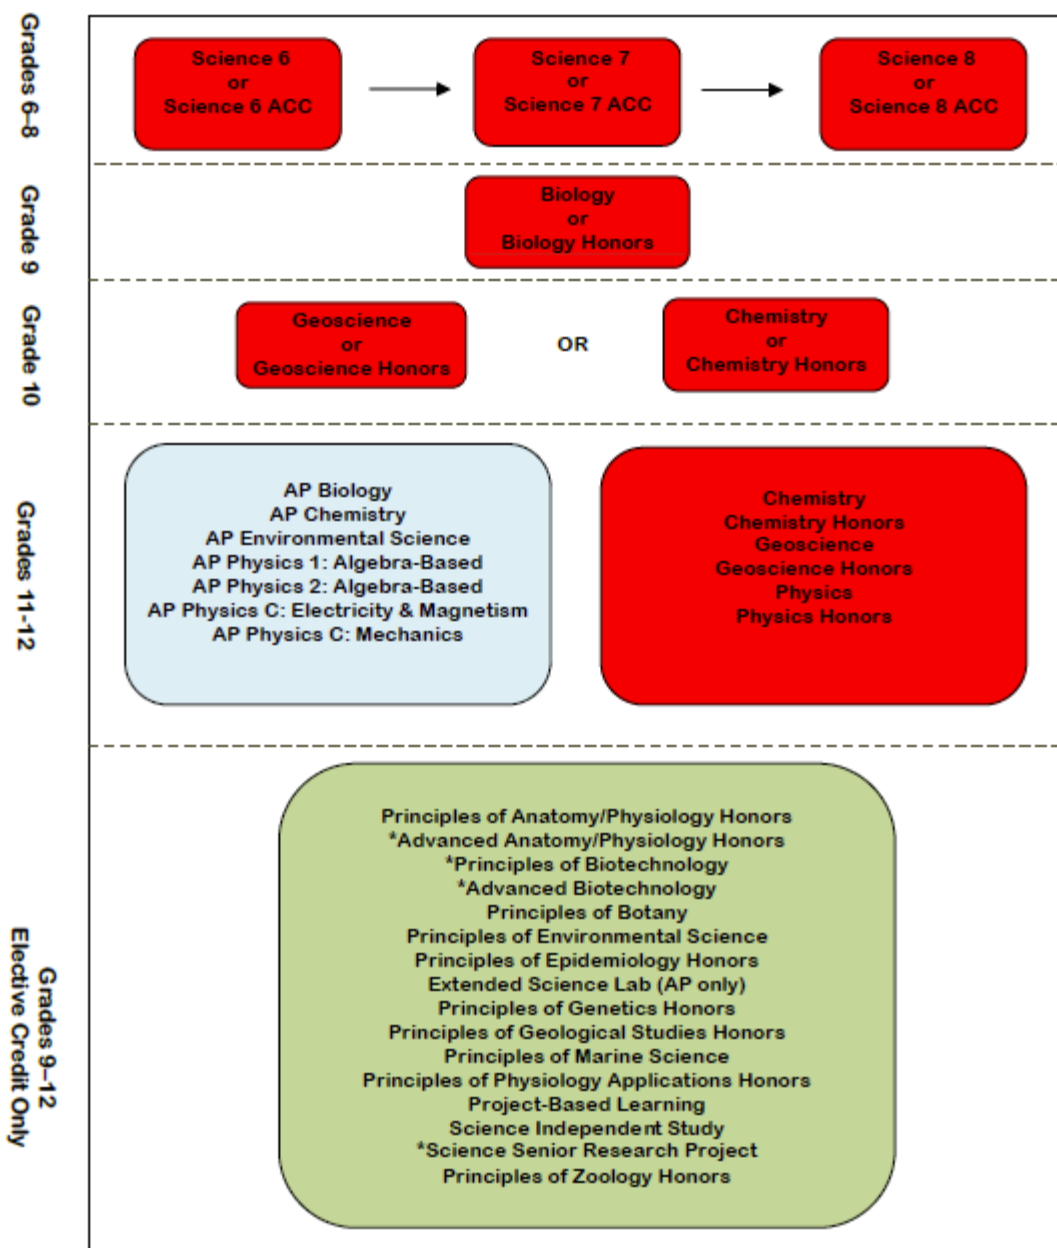 Grades 6–8
Science 6
or
Science 6 ACC
Science 7
or
Science 7 ACC
Science 8
or
Science 8 ACC
Grade 9
Biology
or
Biology Honors
Grade 10
Geoscience
or
Geoscience Honors
OR
Chemistry
or
Chemistry Honors
Grades 11-12
AP Biology
AP Chemistry
AP Environmental Science
AP Physics 1: Algebra-Based
AP Physics 2: Algebra-Based
AP Physics C: Electricity & Magnetism
AP Physics C: Mechanics
Chemistry
Chemistry Honors
Geoscience
Geoscience Honors
Physics
Physics Honors
Grades 9–12
Elective Credit Only
Principles of Anatomy/Physiology Honors
*Advanced Anatomy/Physiology Honors
*Principles of Biotechnology
*Advanced Biotechnology
Principles of Botany
Principles of Environmental Science
Principles of Epidemiology Honors
Extended Science Lab (AP only)
Principles of Genetics Honors
Principles of Geological Studies Honors
Principles of Marine Science
Principles of Physiology Applications Honors
Project-Based Learning
Science Independent Study
*Science Senior Research Project
Principles of Zoology Honors